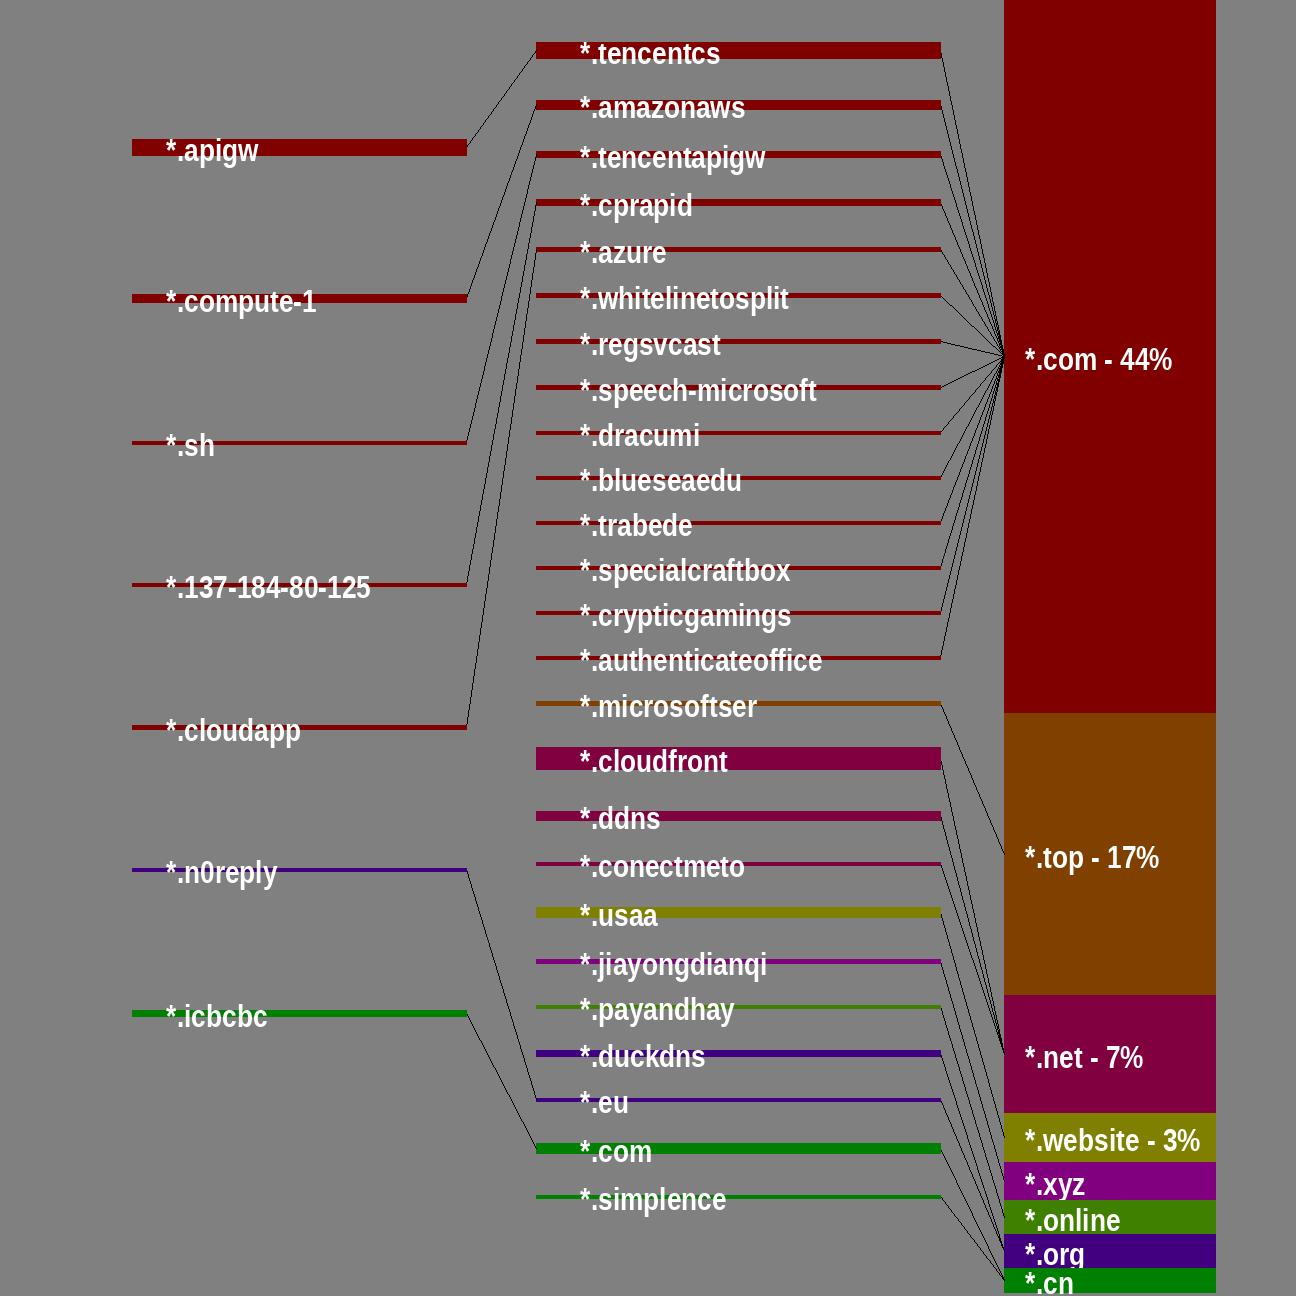 *.apigw
*.compute-1
*.sh
*.137-184-80-125
*.cloudapp
*.n0reply
*.icbcbc
*.tencentcs
*.amazonaws
*.tencentapigw
*.cprapid
*.azure
*.whitelinetosplit
*.regsvcast
*.speech-microsoft
*.dracumi
*.blueseaedu
*.trabede
*.specialcraftbox
*.crypticgamings
*.authenticateoffice
*.microsoftser
*.cloudfront
*.ddns
*.conectmeto
*.usaa
*.jiayongdianqi
*.payandhay
*.duckdns
*.eu
*.com
*.simplence
*.com - 44%
*.top - 17%
*.net - 7%
*.website - 3%
*.xyz
*.online
*.org
*.cn